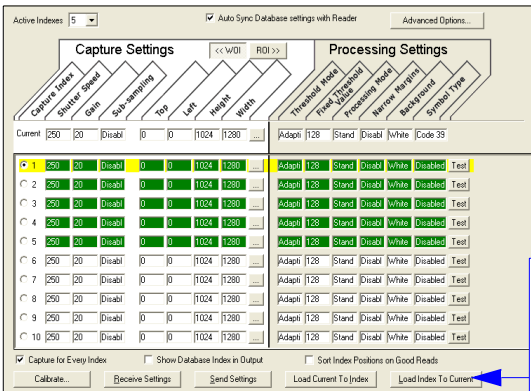 Active Indexes 5 Auto Sync Database settings with Reader Advanced Options...
Capture Settings << WOI ROI >> Processing Settings
Capture Index Shutter Speed Gain Sub-sampling Top Left Height Width Threshold Mode Fixed Threshold Value Processing Mode Narrow Margins Background Symbol Type
Current 250 20 Disabl 0 0 1024 1280 ... Adapti 128 Stand Disabl White Code 39
1 250 20 Disabl 0 0 1024 1280 ... Adapti 128 Stand Disabl White Disabled Test
2 250 20 Disabl 0 0 1024 1280 ... Adapti 128 Stand Disabl White Disabled Test
3 250 20 Disabl 0 0 1024 1280 ... Adapti 128 Stand Disabl White Disabled Test
4 250 20 Disabl 0 0 1024 1280 ... Adapti 128 Stand Disabl White Disabled Test
5 250 20 Disabl 0 0 1024 1280 ... Adapti 128 Stand Disabl White Disabled Test
6 250 20 Disabl 0 0 1024 1280 ... Adapti 128 Stand Disabl White Disabled Test
7 250 20 Disabl 0 0 1024 1280 ... Adapti 128 Stand Disabl White Disabled Test
8 250 20 Disabl 0 0 1024 1280 ... Adapti 128 Stand Disabl White Disabled Test
9 250 20 Disabl 0 0 1024 1280 ... Adapti 128 Stand Disabl White Disabled Test
10 250 20 Disabl 0 0 1024 1280 ... Adapti 128 Stand Disabl White Disabled Test
Capture for Every Index Show Database Index in Output Sort Index Positions on Good Reads
Calibrate... Receive Settings Send Settings Load Current To Index Load Index To Current